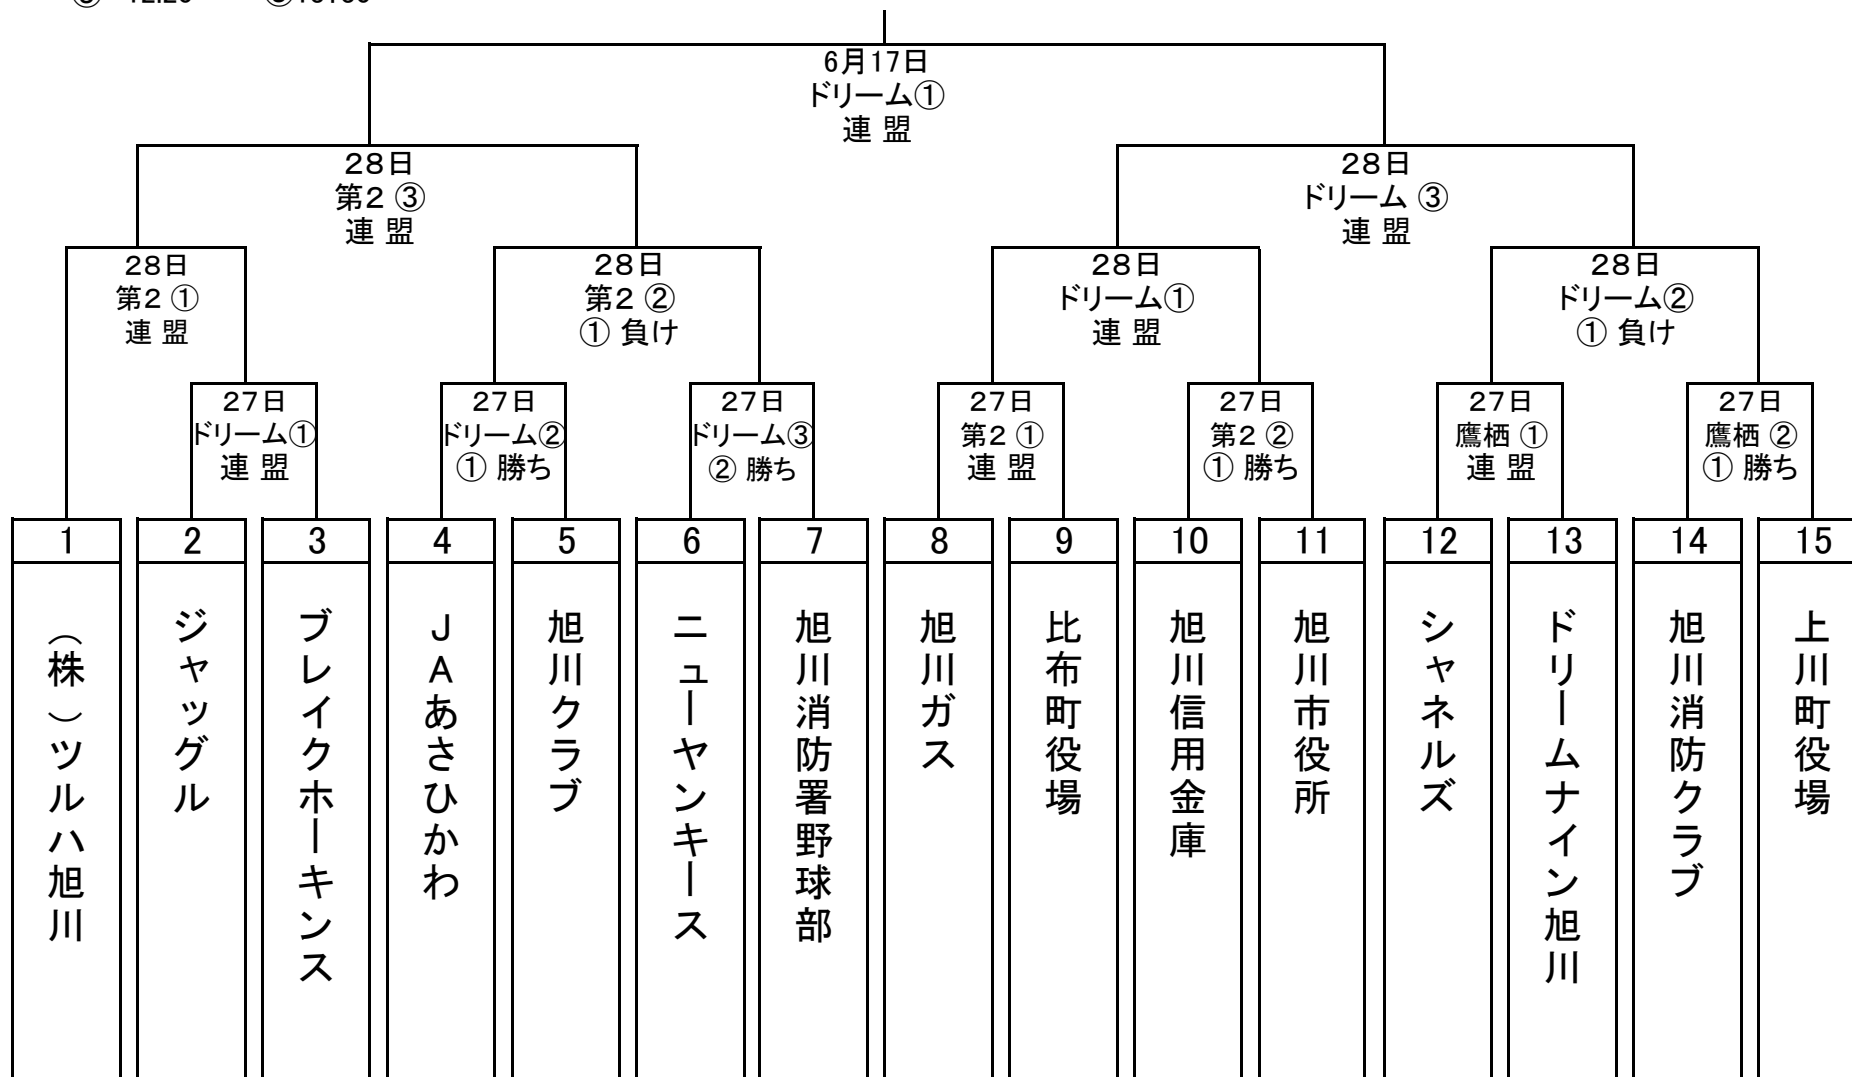 6月17日
ドリーム①
連 盟
28日
第2 ③
連 盟
28日
ドリーム ③
連 盟
28日
第2 ①
連 盟
28日
第2 ②
① 負け
28日
ドリーム①
連 盟
28日
ドリーム②
① 負け
27日
ドリーム①
連 盟
27日
ドリーム②
① 勝ち
27日
ドリーム③
② 勝ち
27日
第2 ①
連 盟
27日
第2 ②
① 勝ち
27日
鷹栖 ①
連 盟
27日
鷹栖 ②
① 勝ち
1 2 3 4 5 6 7 8 9 10 11 12 13 14 15
（株）ツルハ旭川
ジャッグル
ブレイクホーキンス
JAあさひかわ
旭川クラブ
ニューヤンキース
旭川消防署野球部
旭川ガス
比布町役場
旭川信用金庫
旭川市役所
シャネルズ
ドリームナイン旭川
旭川消防クラブ
上川町役場